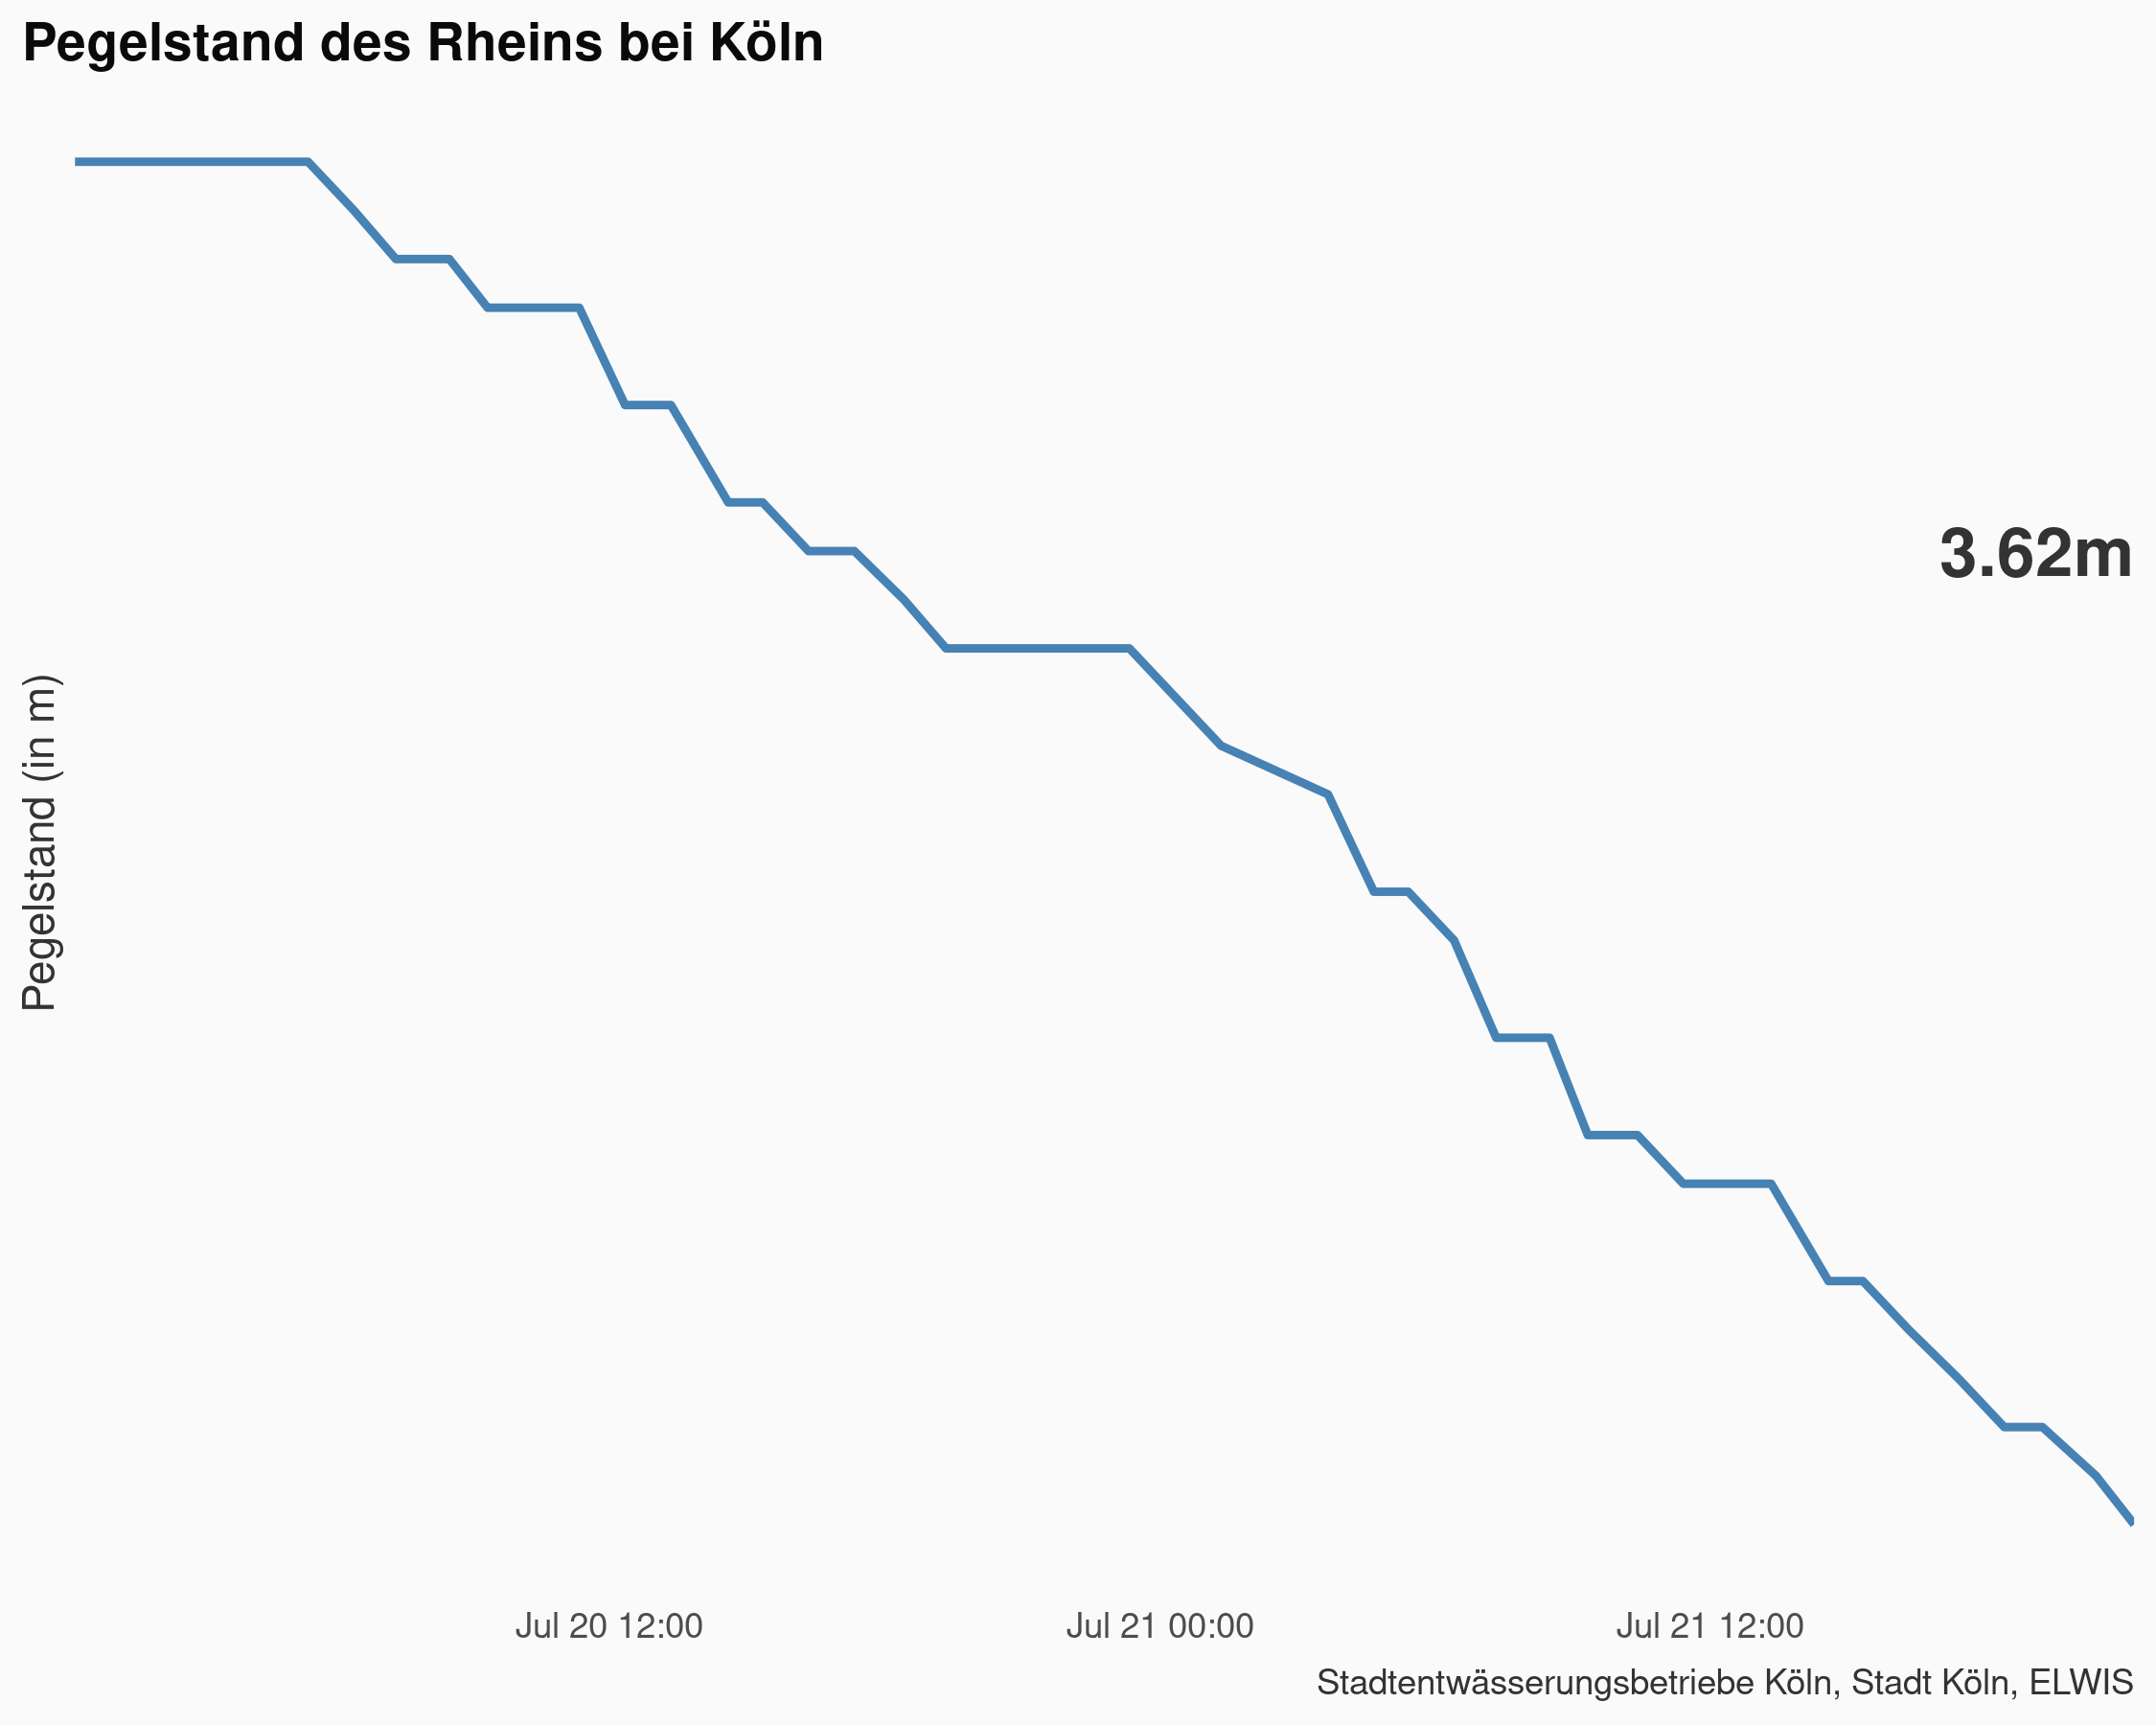 Pegelstand des Rheins bei Köln
3.62m
Pegelstand (in m)
Jul 20 12:00
Jul 21 00:00
Jul 21 12:00
Stadtentwässerungsbetriebe Köln, Stadt Köln, ELWIS